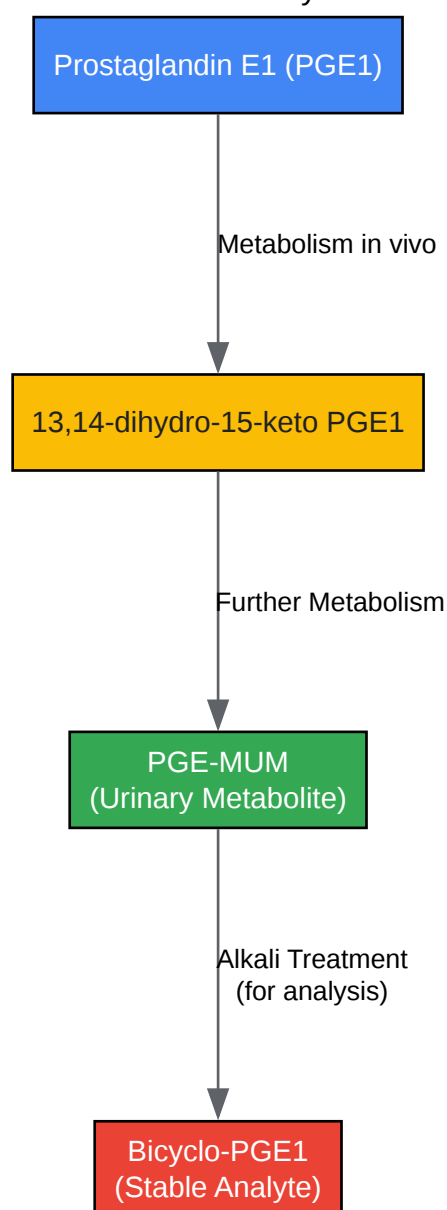 Prostaglandin E1 (PGE1)
Metabolism in vivo
13,14-dihydro-15-keto PGE1
Further Metabolism
PGE-MUM
(Urinary Metabolite)
Alkali Treatment
(for analysis)
Bicyclo-PGE1
(Stable Analyte)